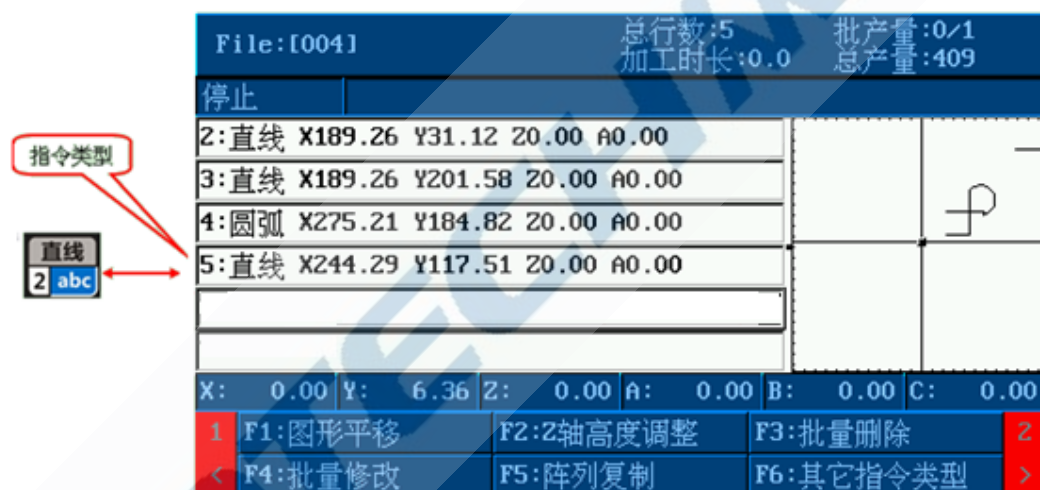 File:[004]
总行数:5
批产量:0/1
加工时长:0.0
总产量:409
停止
2:直线 X189.26 Y31.12 Z0.00 A0.00
3:直线 X189.26 Y201.58 Z0.00 A0.00
4:圆弧 X275.21 Y184.82 Z0.00 A0.00
5:直线 X244.29 Y117.51 Z0.00 A0.00
指令类型
直线
2 abc
X: 0.00 Y: 6.36 Z: 0.00 A: 0.00 B: 0.00 C: 0.00
1 F1:图形平移 F2:Z轴高度调整 F3:批量删除 2
< F4:批量修改 F5:阵列复制 F6:其它指令类型 >
TECH